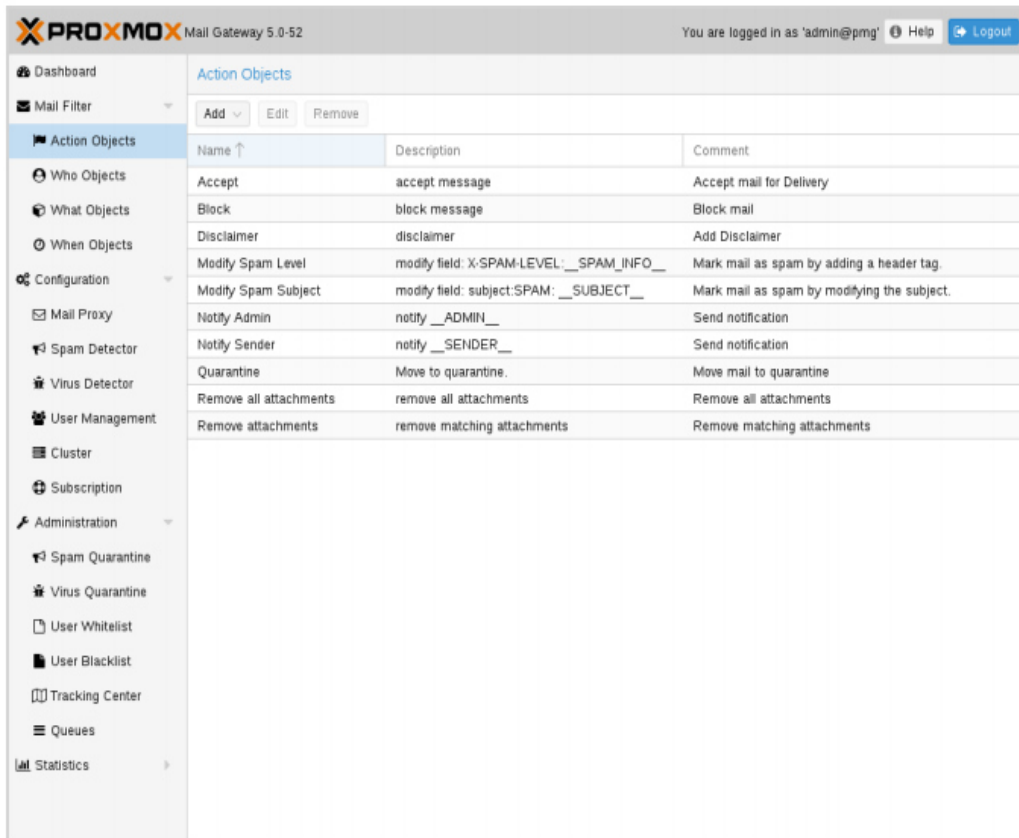 PROXMOX Mail Gateway 5.0-52
You are logged in as 'admin@pmg' Help Logout
Dashboard
Mail Filter
Action Objects
Who Objects
What Objects
When Objects
Configuration
Mail Proxy
Spam Detector
Virus Detector
User Management
Cluster
Subscription
Administration
Spam Quarantine
Virus Quarantine
User Whitelist
User Blacklist
Tracking Center
Queues
Statistics
Action Objects
Add Edit Remove
Name Description Comment
Accept accept message Accept mail for Delivery
Block block message Block mail
Disclaimer disclaimer Add Disclaimer
Modify Spam Level modify field: X-SPAM-LEVEL:__SPAM_INFO__ Mark mail as spam by adding a header tag.
Modify Spam Subject modify field: subject:SPAM: __SUBJECT__ Mark mail as spam by modifying the subject.
Notify Admin notify __ADMIN__ Send notification
Notify Sender notify __SENDER__ Send notification
Quarantine Move to quarantine. Move mail to quarantine
Remove all attachments remove all attachments Remove all attachments
Remove attachments remove matching attachments Remove matching attachments